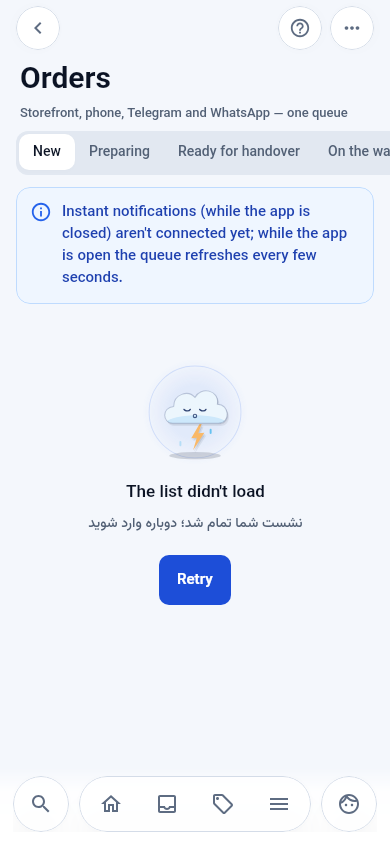 Orders
Storefront, phone, Telegram and WhatsApp — one queue
New
Preparing
Ready for handover
On the wa
Instant notifications (while the app is
closed) aren't connected yet; while the app
is open the queue refreshes every few
seconds.
The list didn't load
نشست شما تمام شد؛ دوباره وارد شوید
Retry